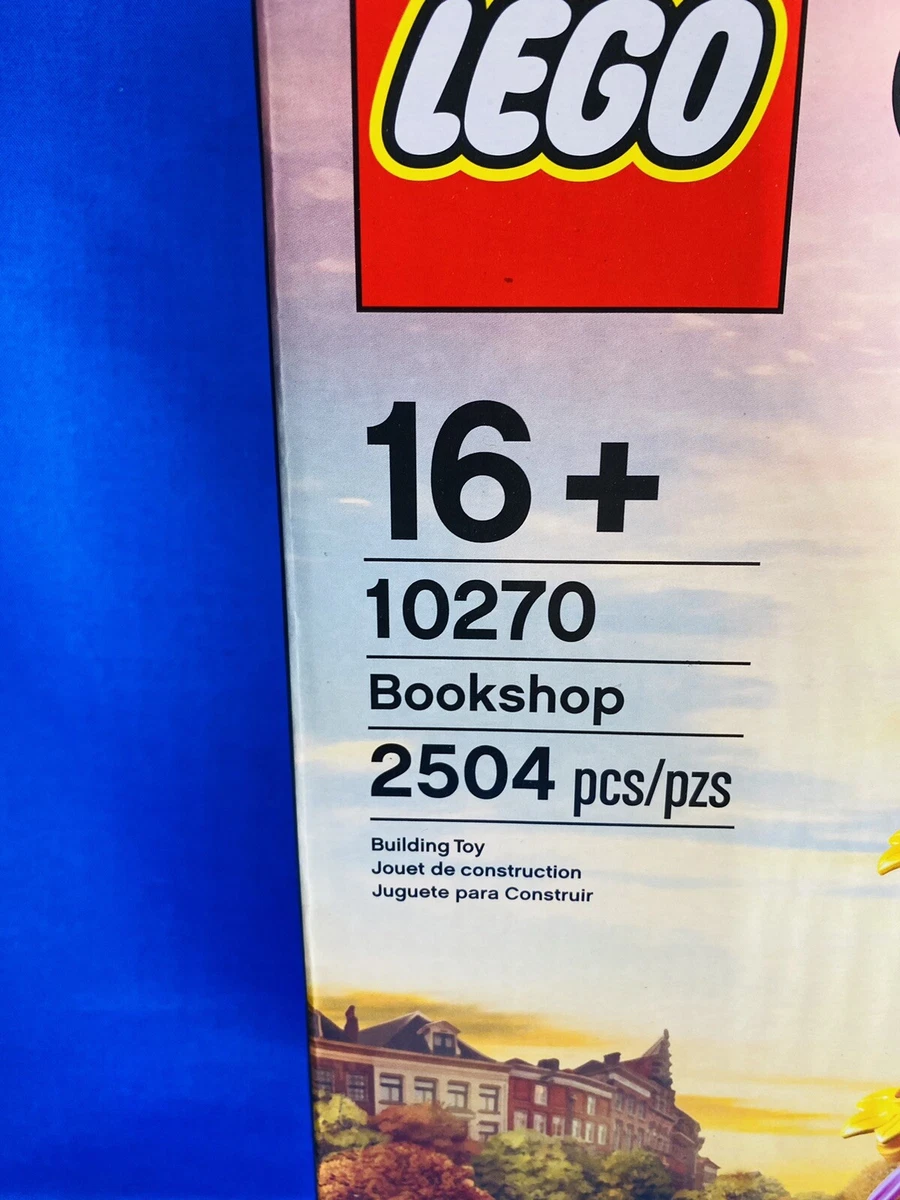 LEGO
16+
10270
Bookshop
2504 pcs/pzs
Building Toy
Jouet de construction
Juguete para Construir